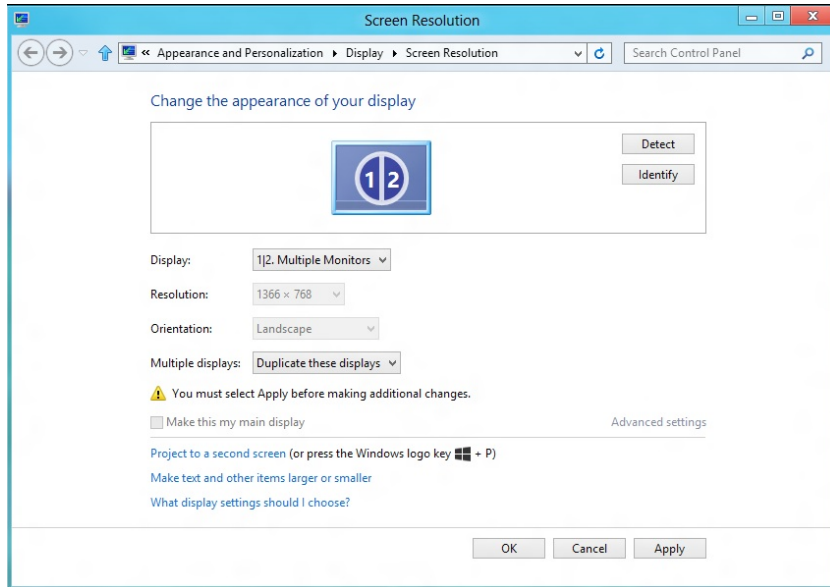 Screen Resolution
« Appearance and Personalization Display Screen Resolution Search Control Panel
Change the appearance of your display
1|2
Detect
Identify
Display: 1|2. Multiple Monitors
Resolution: 1366 × 768
Orientation: Landscape
Multiple displays: Duplicate these displays
You must select Apply before making additional changes.
Make this my main display Advanced settings
Project to a second screen (or press the Windows logo key + P)
Make text and other items larger or smaller
What display settings should I choose?
OK Cancel Apply